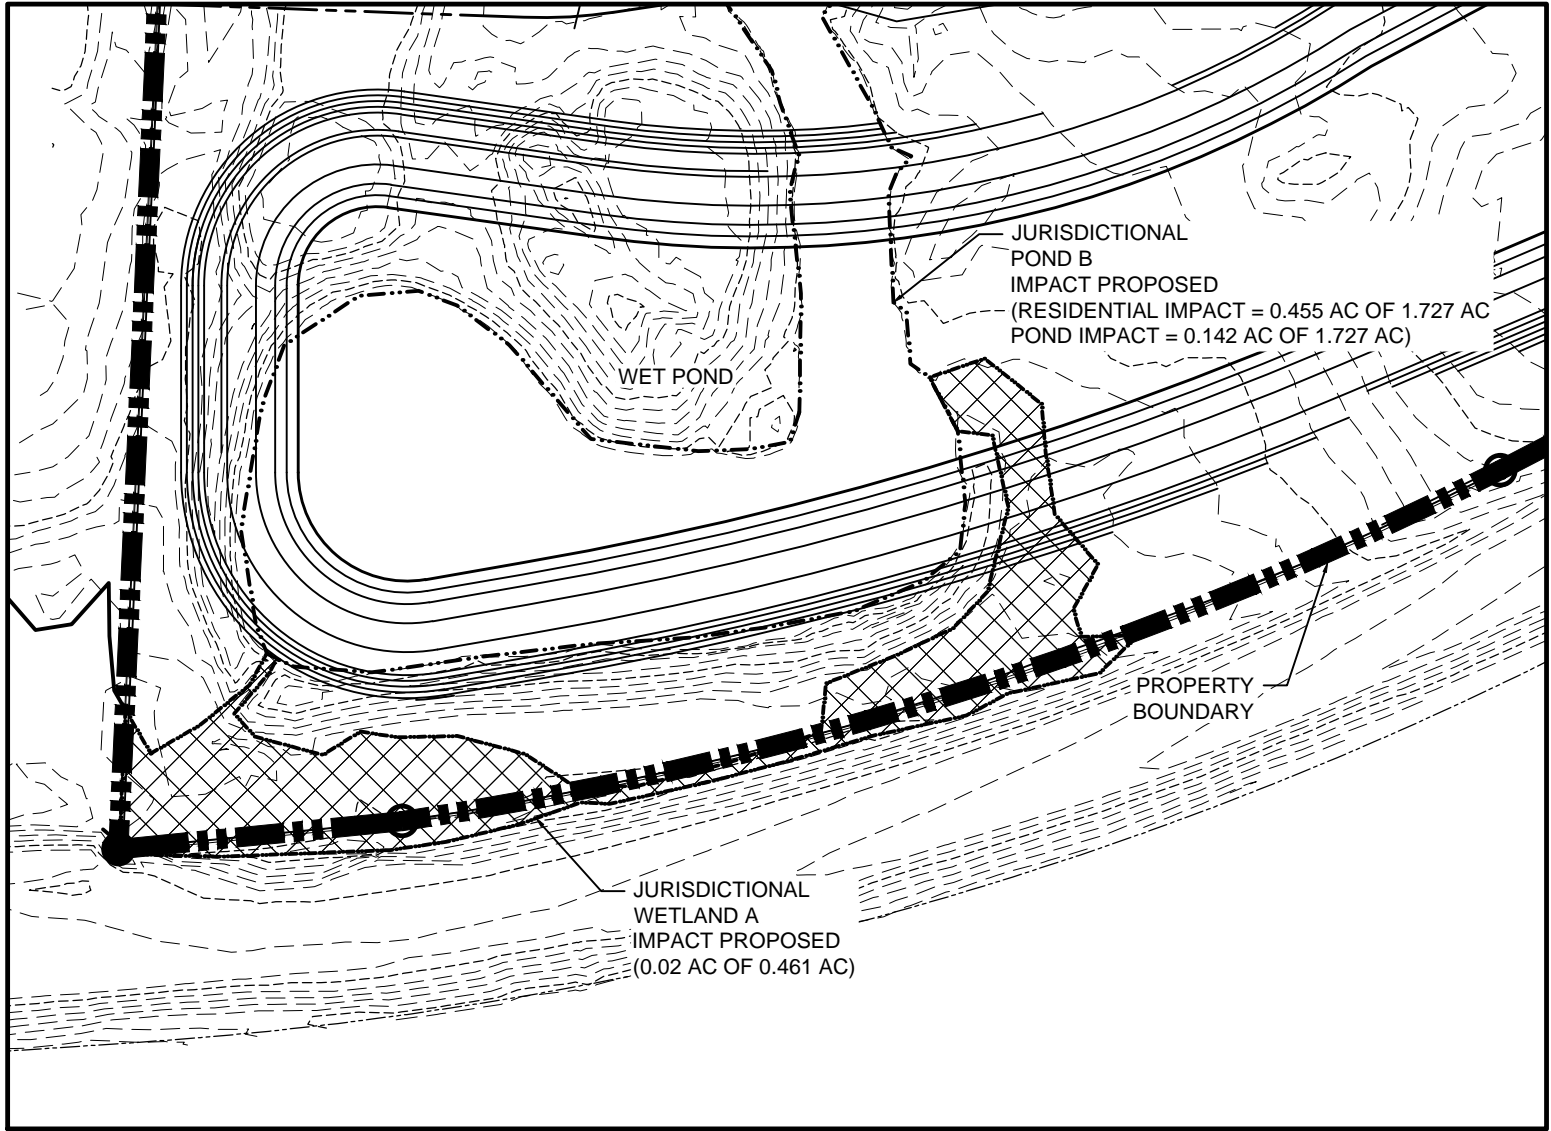 JURISDICTIONAL
POND B
IMPACT PROPOSED
(RESIDENTIAL IMPACT = 0.455 AC OF 1.727 AC
POND IMPACT = 0.142 AC OF 1.727 AC)
WET POND
PROPERTY
BOUNDARY
JURISDICTIONAL
WETLAND A
IMPACT PROPOSED
(0.02 AC OF 0.461 AC)